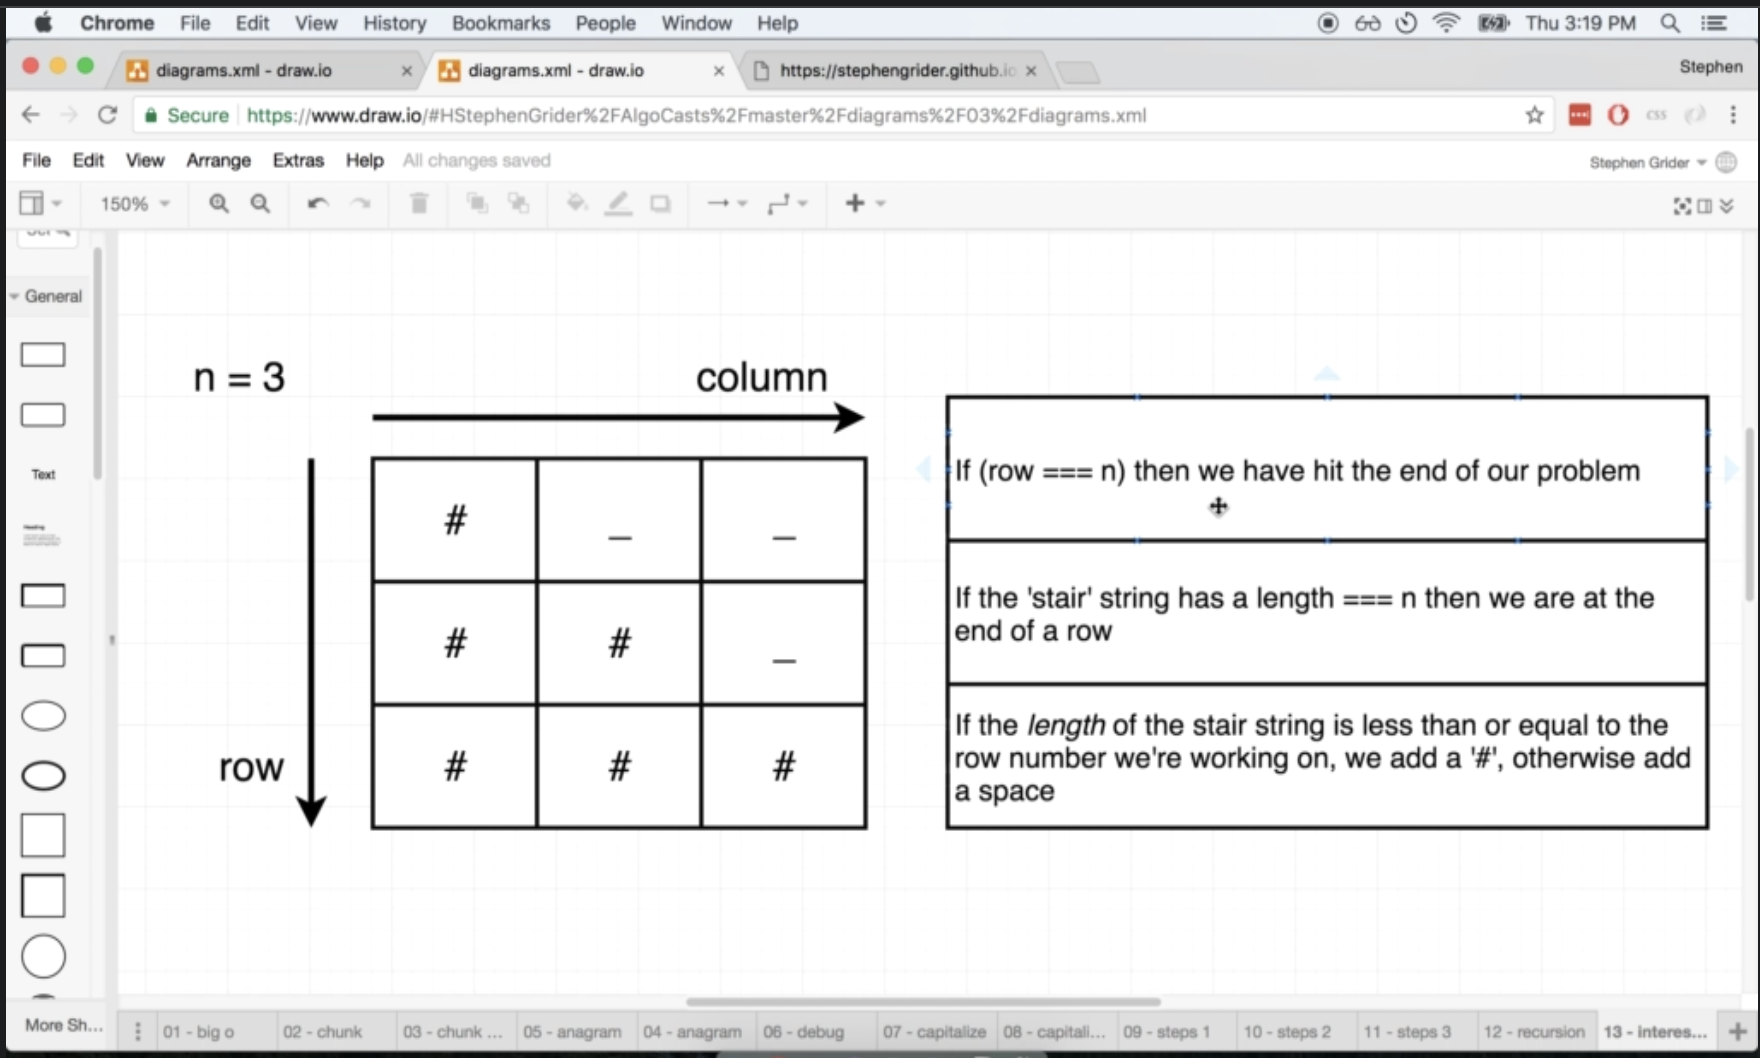 Chrome File Edit View History Bookmarks People Window Help Thu 3:19 PM
diagrams.xml - draw.io diagrams.xml - draw.io https://stephengrider.github.io Stephen
Secure https://www.draw.io/#HStephenGrider%2FAlgoCasts%2Fmaster%2Fdiagrams%2F03%2Fdiagrams.xml css
File Edit View Arrange Extras Help All changes saved Stephen Grider
150%
General
Text
n = 3
column
row
# _ _
# # _
# # #
If (row === n) then we have hit the end of our problem
If the 'stair' string has a length === n then we are at the
end of a row
If the length of the stair string is less than or equal to the
row number we're working on, we add a '#', otherwise add
a space
More Sh...
01 - big o 02 - chunk 03 - chunk ... 05 - anagram 04 - anagram 06 - debug 07 - capitalize 08 - capitali... 09 - steps 1 10 - steps 2 11 - steps 3 12 - recursion 13 - interes...